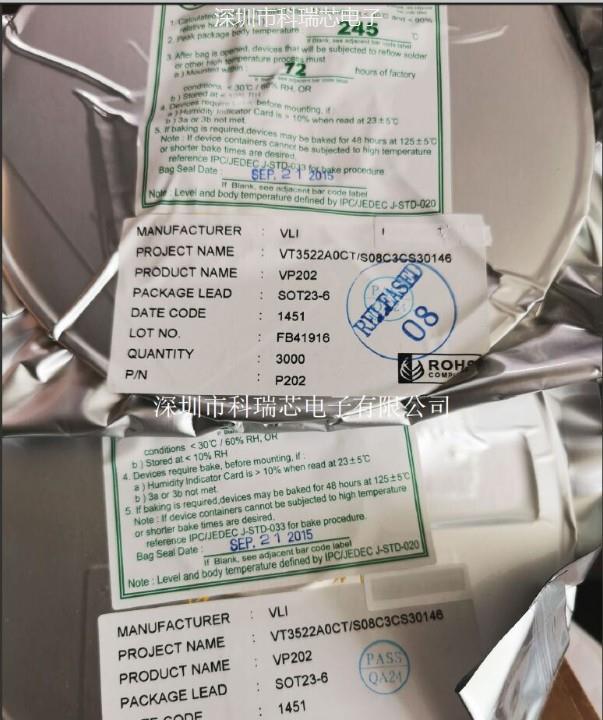 深圳市科瑞芯电子
1. Calculated
and < 90%
relative hu
2. Peak package body temperature 245 °C
If Blank, see adjacent bar code label
3. After bag is opened, devices that will be subjected to reflow solder
or other high temperature process must
a ) Mounted within : 72 hours of factory
conditions < 30℃ / 60% RH, OR
b ) Stored at < 10% RH
4. Devices require bake, before mounting, if :
a ) Humidity Indicator Card is > 10% when read at 23±5℃
b ) 3a or 3b not met.
5. If baking is required,devices may be baked for 48 hours at 125±5℃
Note : If device containers cannot be subjected to high temperature
or shorter bake times are desired,
reference IPC/JEDEC J-STD-033 for bake procedure.
Bag Seal Date : SEP. 21 2015
If Blank, see adjacent bar code label
Note : Level and body temperature defined by IPC/JEDEC J-STD-020
MANUFACTURER : VLI
PROJECT NAME : VT3522A0CT/S08C3CS30146
PRODUCT NAME : VP202
PACKAGE LEAD : SOT23-6
DATE CODE : 1451
LOT NO. : FB41916
QUANTITY : 3000
P/N : P202
PASS
QA24
RELEASED
08
ROHS
深圳市科瑞芯电子有限公司
conditions < 30℃ / 60% RH, OR
b ) Stored at < 10% RH
4. Devices require bake, before mounting, if :
a ) Humidity Indicator Card is > 10% when read at 23±5℃
b ) 3a or 3b not met.
5. If baking is required,devices may be baked for 48 hours at 125±5℃
Note : If device containers cannot be subjected to high temperature
or shorter bake times are desired,
reference IPC/JEDEC J-STD-033 for bake procedure.
Bag Seal Date : SEP. 21 2015
If Blank, see adjacent bar code label
Note : Level and body temperature defined by IPC/JEDEC J-STD-020
MANUFACTURER : VLI
PROJECT NAME : VT3522A0CT/S08C3CS30146
PRODUCT NAME : VP202
PACKAGE LEAD : SOT23-6
CODE : 1451
PASS
QA24